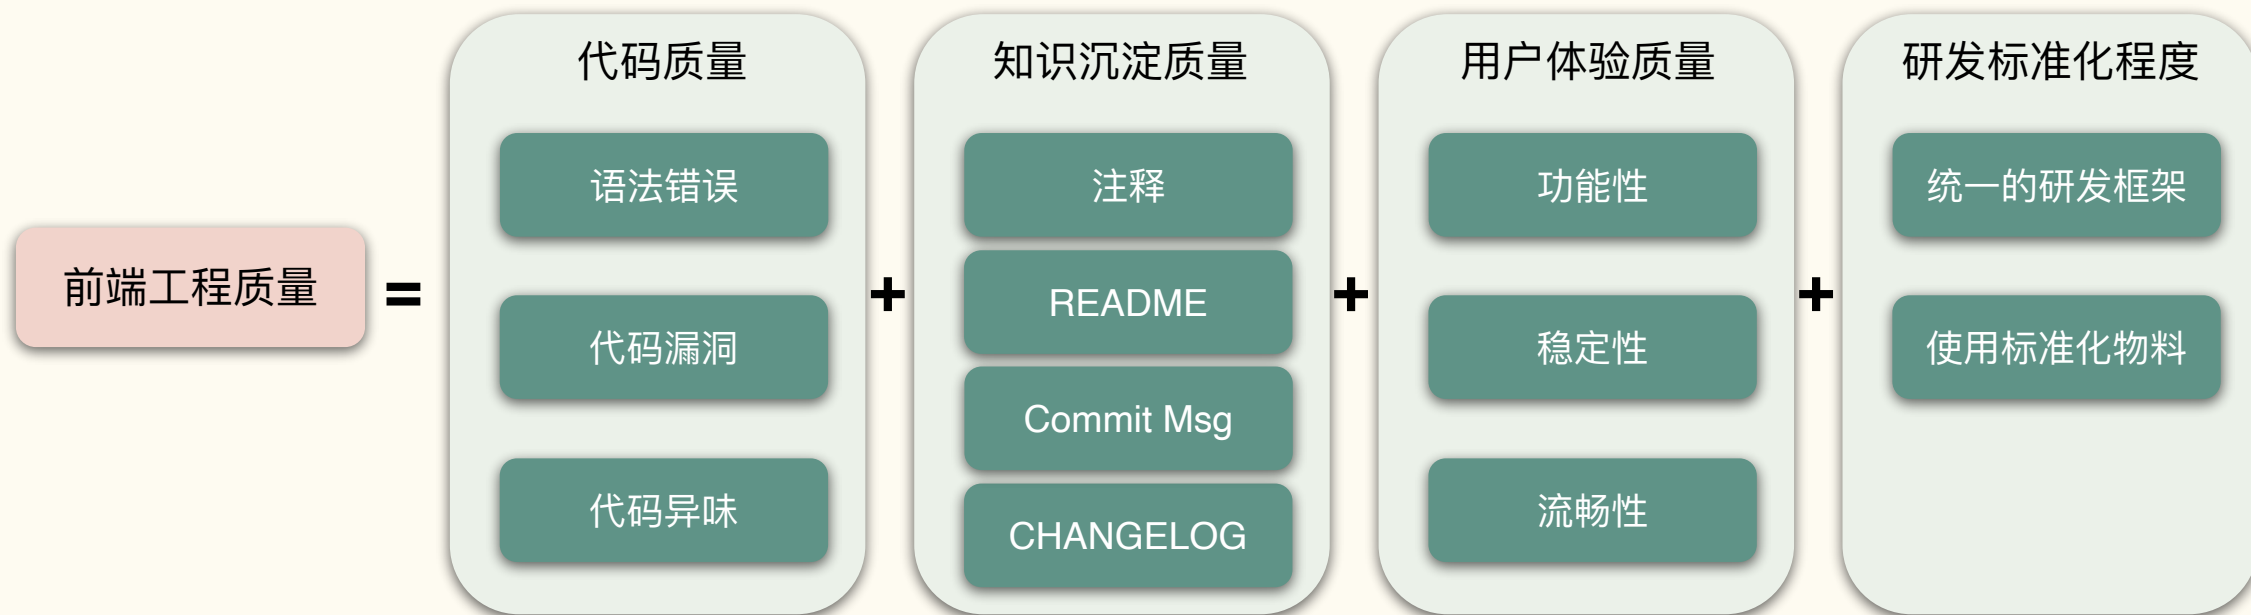 前端工程质量
=
代码质量
语法错误
代码漏洞
代码异味
+
知识沉淀质量
注释
README
Commit Msg
CHANGELOG
+
用户体验质量
功能性
稳定性
流畅性
+
研发标准化程度
统一的研发框架
使用标准化物料